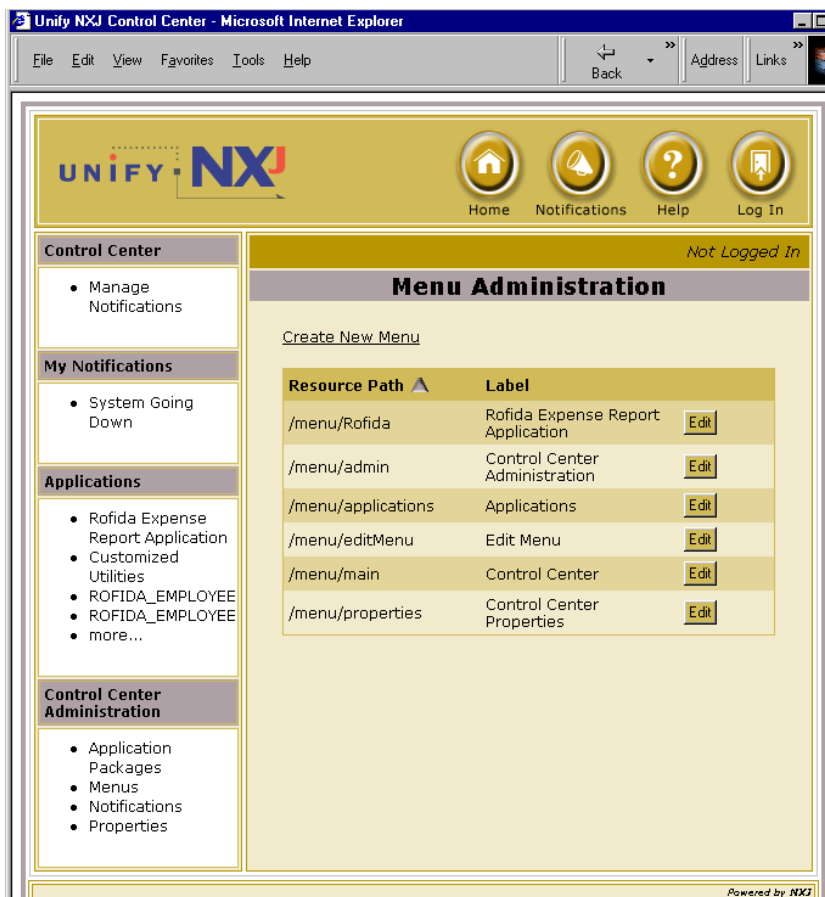 Unify NXJ Control Center - Microsoft Internet Explorer
File Edit View Favorites Tools Help
Back
»
Address
Links
»
UNIFY NXJ
Home
Notifications
Help
Log In
Control Center
Manage
Notifications
My Notifications
System Going
Down
Applications
Rofida Expense
Report Application
Customized
Utilities
ROFIDA_EMPLOYEE
ROFIDA_EMPLOYEE
more...
Control Center
Administration
Application
Packages
Menus
Notifications
Properties
Not Logged In
Menu Administration
Create New Menu
Resource Path Label
/menu/Rofida Rofida Expense Report
Application Edit
/menu/admin Control Center
Administration Edit
/menu/applications Applications Edit
/menu/editMenu Edit Menu Edit
/menu/main Control Center Edit
/menu/properties Control Center
Properties Edit
Powered by NXJ